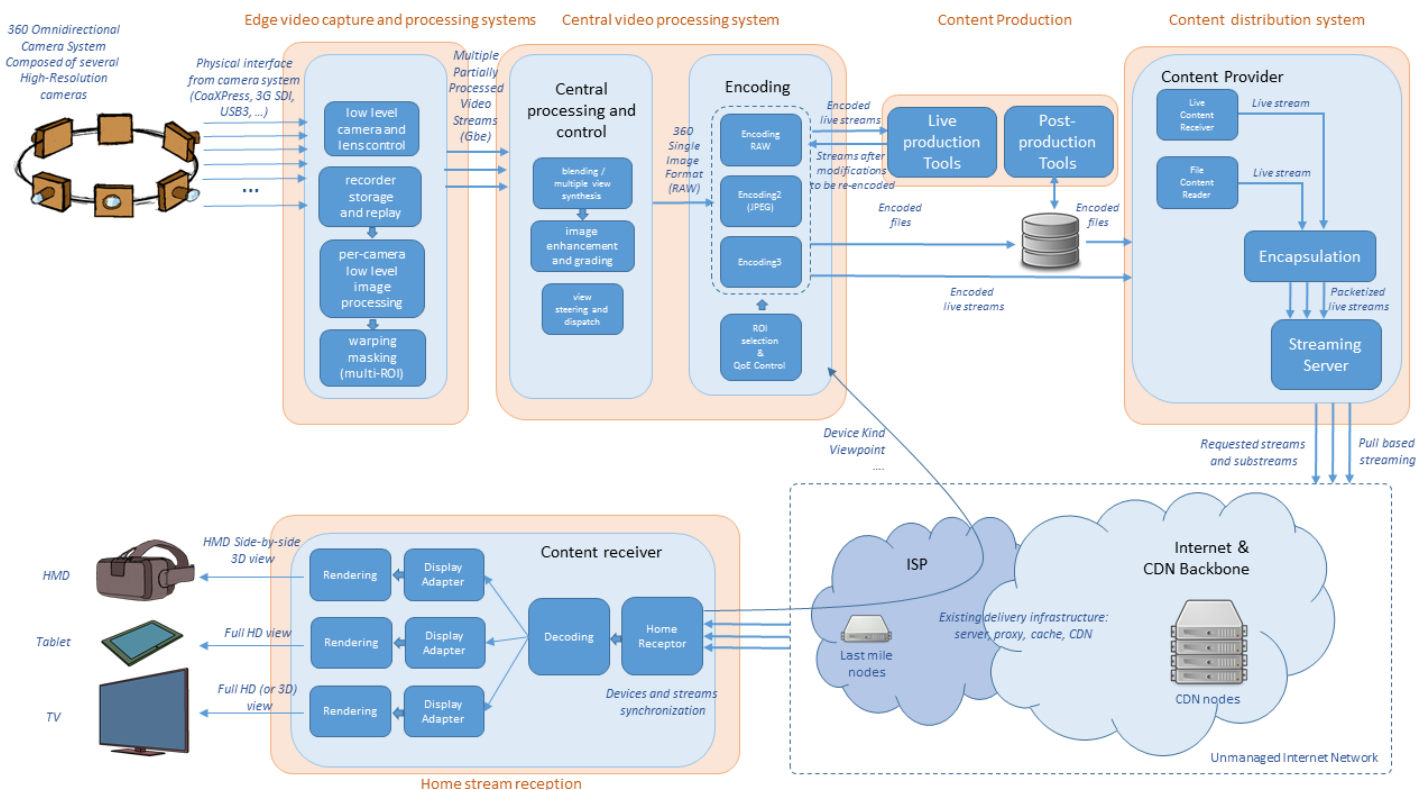 Edge video capture and processing systems
Central video processing system
Content Production
Content distribution system
360 Omnidirectional
Camera System
Composed of several
High-Resolution
cameras
Physical interface
from camera system
(CoaXPress, 3G SDI,
USB3, ...)
...
low level
camera and
lens control
recorder
storage
and replay
per-camera
low level
image
processing
warping
masking
(multi-ROI)
Multiple
Partially
Processed
Video
Streams
(Gbe)
Central
processing and
control
blending /
multiple view
synthesis
image
enhancement
and grading
view
steering and
dispatch
360
Single
Image
Format
(RAW)
Encoding
Encoding
RAW
Encoding2
(JPEG)
Encoding3
ROI
selection
&
QoE Control
Encoded
live streams
Streams after
modifications
to be re-encoded
Live
production
Tools
Post-
production
Tools
Encoded
files
Encoded
files
Encoded
live streams
Content Provider
Live
Content
Receiver
Live stream
File
Content
Reader
Live stream
Encapsulation
Packetized
live streams
Streaming
Server
Requested streams
and substreams
Pull based
streaming
Device Kind
Viewpoint
....
ISP
Last mile
nodes
Internet &
CDN Backbone
Existing delivery infrastructure:
server, proxy, cache, CDN
CDN nodes
Unmanaged Internet Network
Content receiver
Home
Receptor
Devices and streams
synchronization
Decoding
Display
Adapter
Rendering
HMD Side-by-side
3D view
HMD
Display
Adapter
Rendering
Full HD view
Tablet
Display
Adapter
Rendering
Full HD (or 3D)
view
TV
Home stream reception